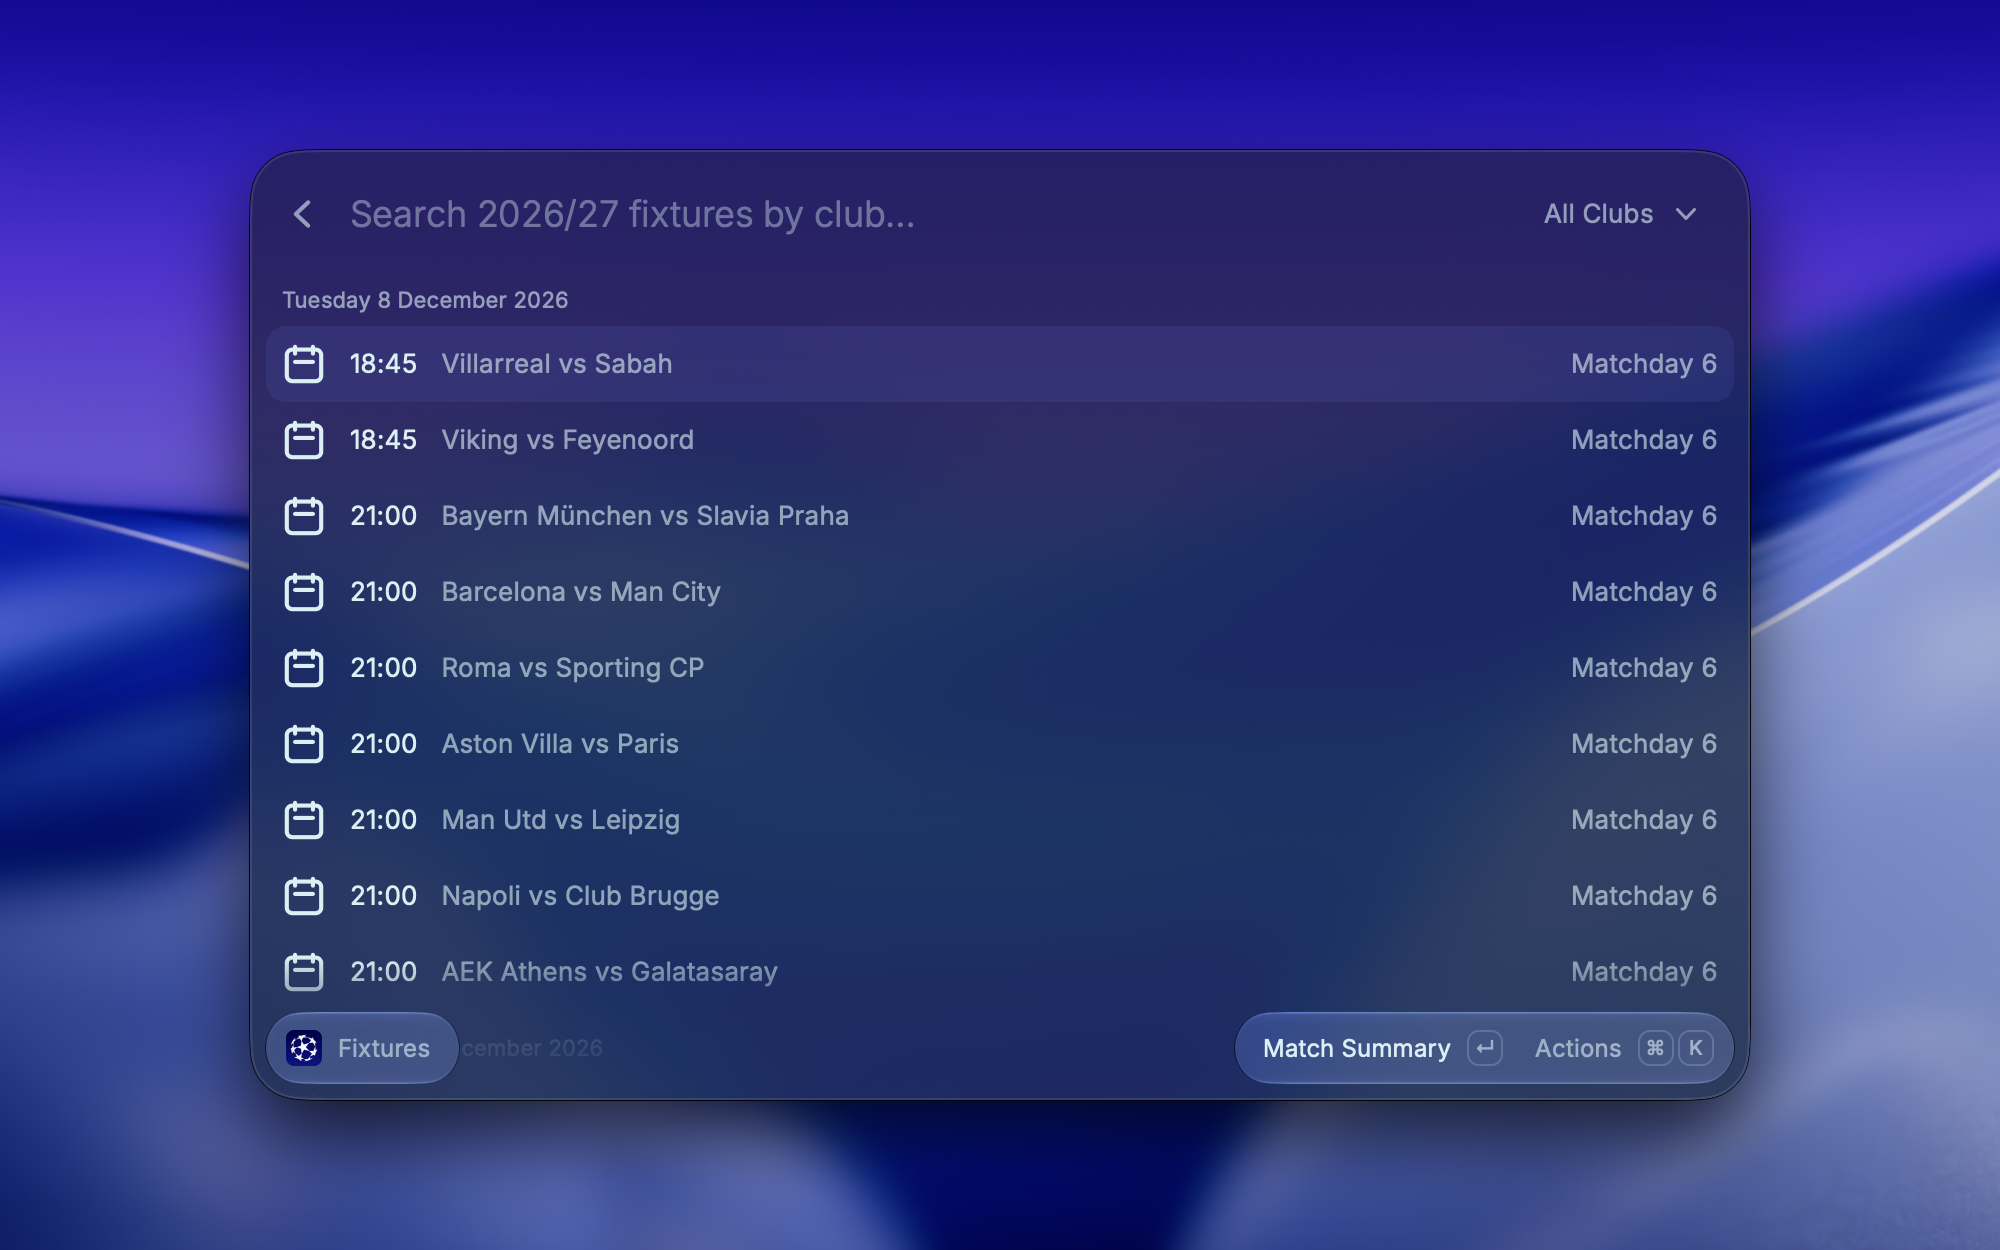 Search 2026/27 fixtures by club...
All Clubs
Tuesday 8 December 2026
18:45 Villarreal vs Sabah Matchday 6
18:45 Viking vs Feyenoord Matchday 6
21:00 Bayern München vs Slavia Praha Matchday 6
21:00 Barcelona vs Man City Matchday 6
21:00 Roma vs Sporting CP Matchday 6
21:00 Aston Villa vs Paris Matchday 6
21:00 Man Utd vs Leipzig Matchday 6
21:00 Napoli vs Club Brugge Matchday 6
21:00 AEK Athens vs Galatasaray Matchday 6
Fixtures
cember 2026
Match Summary ↵ Actions ⌘ K